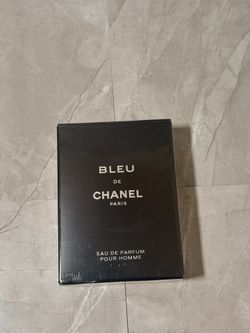 BLEU
DE
CHANEL
PARIS
EAU DE PARFUM
POUR HOMME